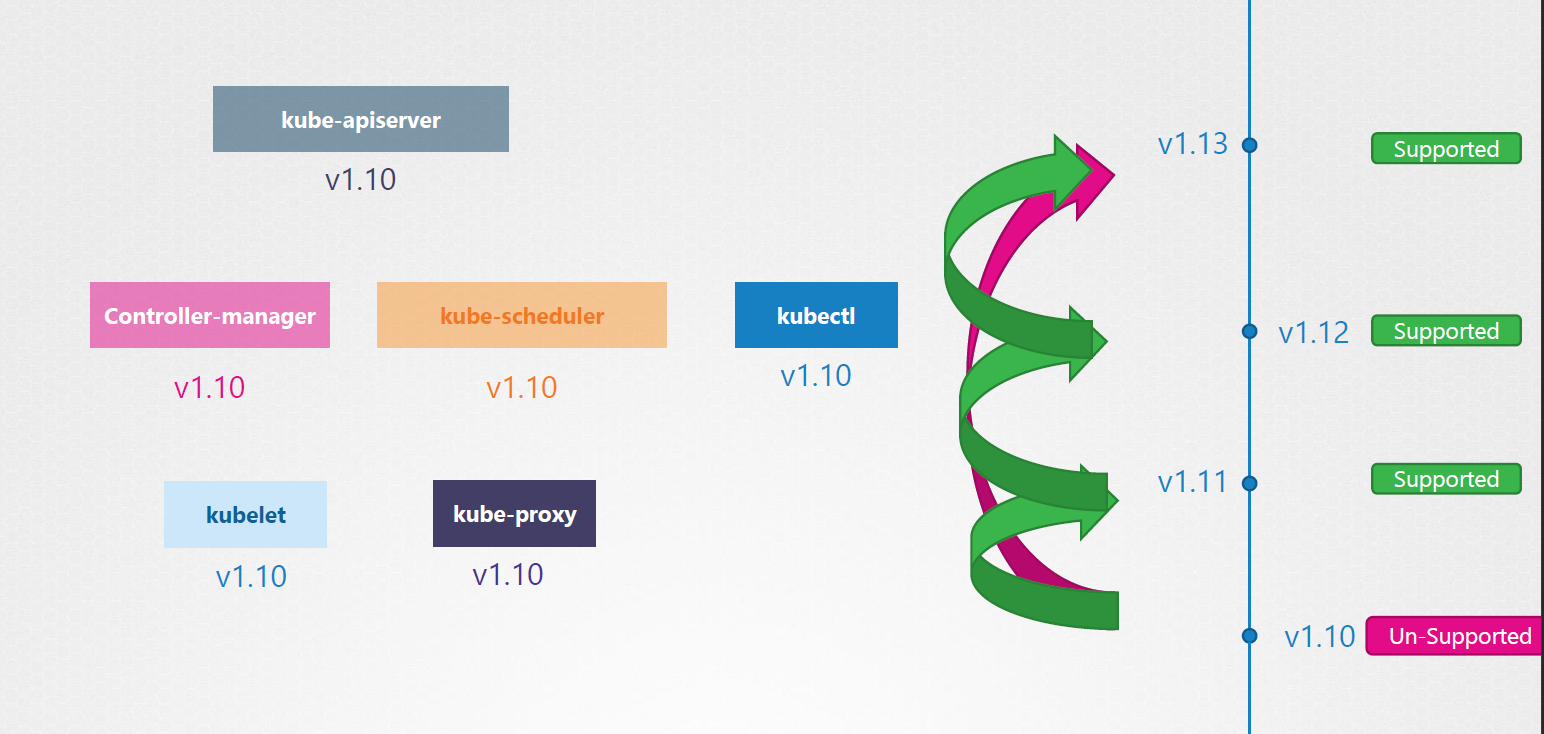 kube-apiserver
v1.10
Controller-manager
v1.10
kube-scheduler
v1.10
kubectl
v1.10
kubelet
v1.10
kube-proxy
v1.10
v1.13
Supported
v1.12
Supported
v1.11
Supported
v1.10
Un-Supported